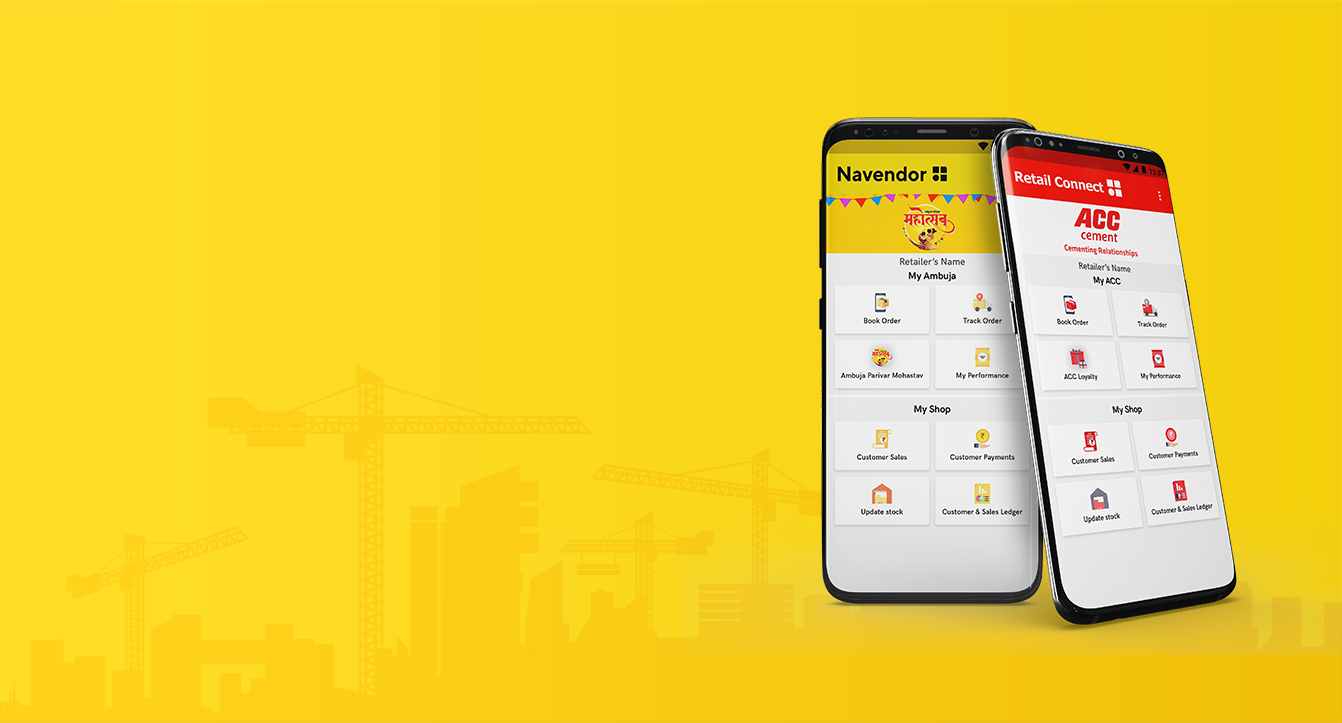 Navendor
महोत्सव
Retailer's Name
My Ambuja
Book Order
Track Order
Ambuja Parivar Mohastav
My Performance
My Shop
Customer Sales
Customer Payments
Update stock
Customer & Sales Ledger
Retail Connect
ACC
cement
Cementing Relationships
Retailer's Name
My ACC
Book Order
Track Order
ACC Loyalty
My Performance
My Shop
Customer Sales
Customer Payments
Update stock
Customer & Sales Ledger